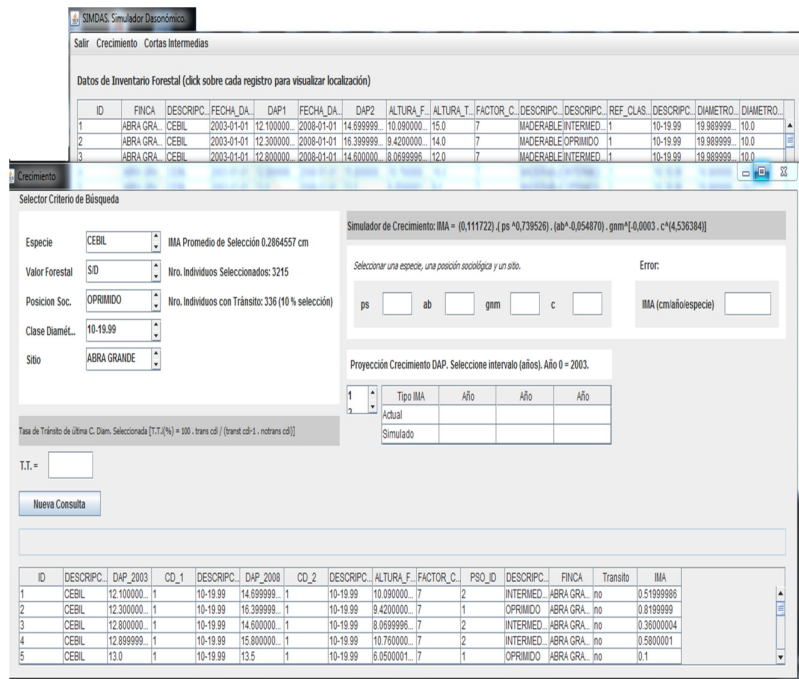 SIMDAS. Simulador Dasonómico.
Salir Crecimiento Cortas Intermedias
Datos de Inventario Forestal (click sobre cada registro para visualizar localización)
ID FINCA DESCRIPC... FECHA_DA... DAP1 FECHA_DA... DAP2 ALTURA_F... ALTURA_T... FACTOR_C... DESCRIPC... DESCRIPC... REF_CLAS... DESCRIPC... DIAMETRO... DIAMETRO...
1 ABRA GRA... CEBIL 2003-01-01 12.100000... 2008-01-01 14.699999... 10.090000... 15.0 7 MADERABLE INTERMED... 1 10-19.99 19.989999... 10.0
2 ABRA GRA... CEBIL 2003-01-01 12.300000... 2008-01-01 16.399999... 9.4200000... 14.0 7 MADERABLE OPRIMIDO 1 10-19.99 19.989999... 10.0
3 ABRA GRA... CEBIL 2003-01-01 12.800000... 2008-01-01 14.600000... 8.0699996... 12.0 7 MADERABLE INTERMED... 1 10-19.99 19.989999... 10.0
Crecimiento
Selector Criterio de Búsqueda
Especie CEBIL IMA Promedio de Selección 0.2864557 cm
Valor Forestal S/D Nro. Individuos Seleccionados: 3215
Posicion Soc. OPRIMIDO Nro. Individuos con Tránsito: 336 (10 % selección)
Clase Diamét... 10-19.99
Sitio ABRA GRANDE
Simulador de Crecimiento: IMA = (0,111722) .( ps ^0,739526) . (ab^-0,054870) . gnm^[-0,0003 . c^(4,536384)]
Seleccionar una especie, una posición sociológica y un sitio.
Error:
ps ab gnm c
IMA (cm/año/especie)
Proyección Crecimiento DAP. Seleccione intervalo (años). Año 0 = 2003.
1
Tipo IMA Año Año Año
Actual
Simulado
Tasa de Tránsito de última C. Diam. Seleccionada [T.T.i(%) = 100 . trans cdi / (transt cdi-1 . notrans cdi)]
T.T. =
Nueva Consulta
ID DESCRIPC... DAP_2003 CD_1 DESCRIPC... DAP_2008 CD_2 DESCRIPC... ALTURA_F... FACTOR_C... PSO_ID DESCRIPC... FINCA Transito IMA
1 CEBIL 12.100000... 1 10-19.99 14.699999... 1 10-19.99 10.090000... 7 2 INTERMED... ABRA GRA... no 0.51999986
2 CEBIL 12.300000... 1 10-19.99 16.399999... 1 10-19.99 9.4200000... 7 1 OPRIMIDO ABRA GRA... no 0.8199999
3 CEBIL 12.800000... 1 10-19.99 14.600000... 1 10-19.99 8.0699996... 7 2 INTERMED... ABRA GRA... no 0.36000004
4 CEBIL 12.899999... 1 10-19.99 15.800000... 1 10-19.99 10.760000... 7 2 INTERMED... ABRA GRA... no 0.5800001
5 CEBIL 13.0 1 10-19.99 13.5 1 10-19.99 6.0500001... 7 1 OPRIMIDO ABRA GRA... no 0.1